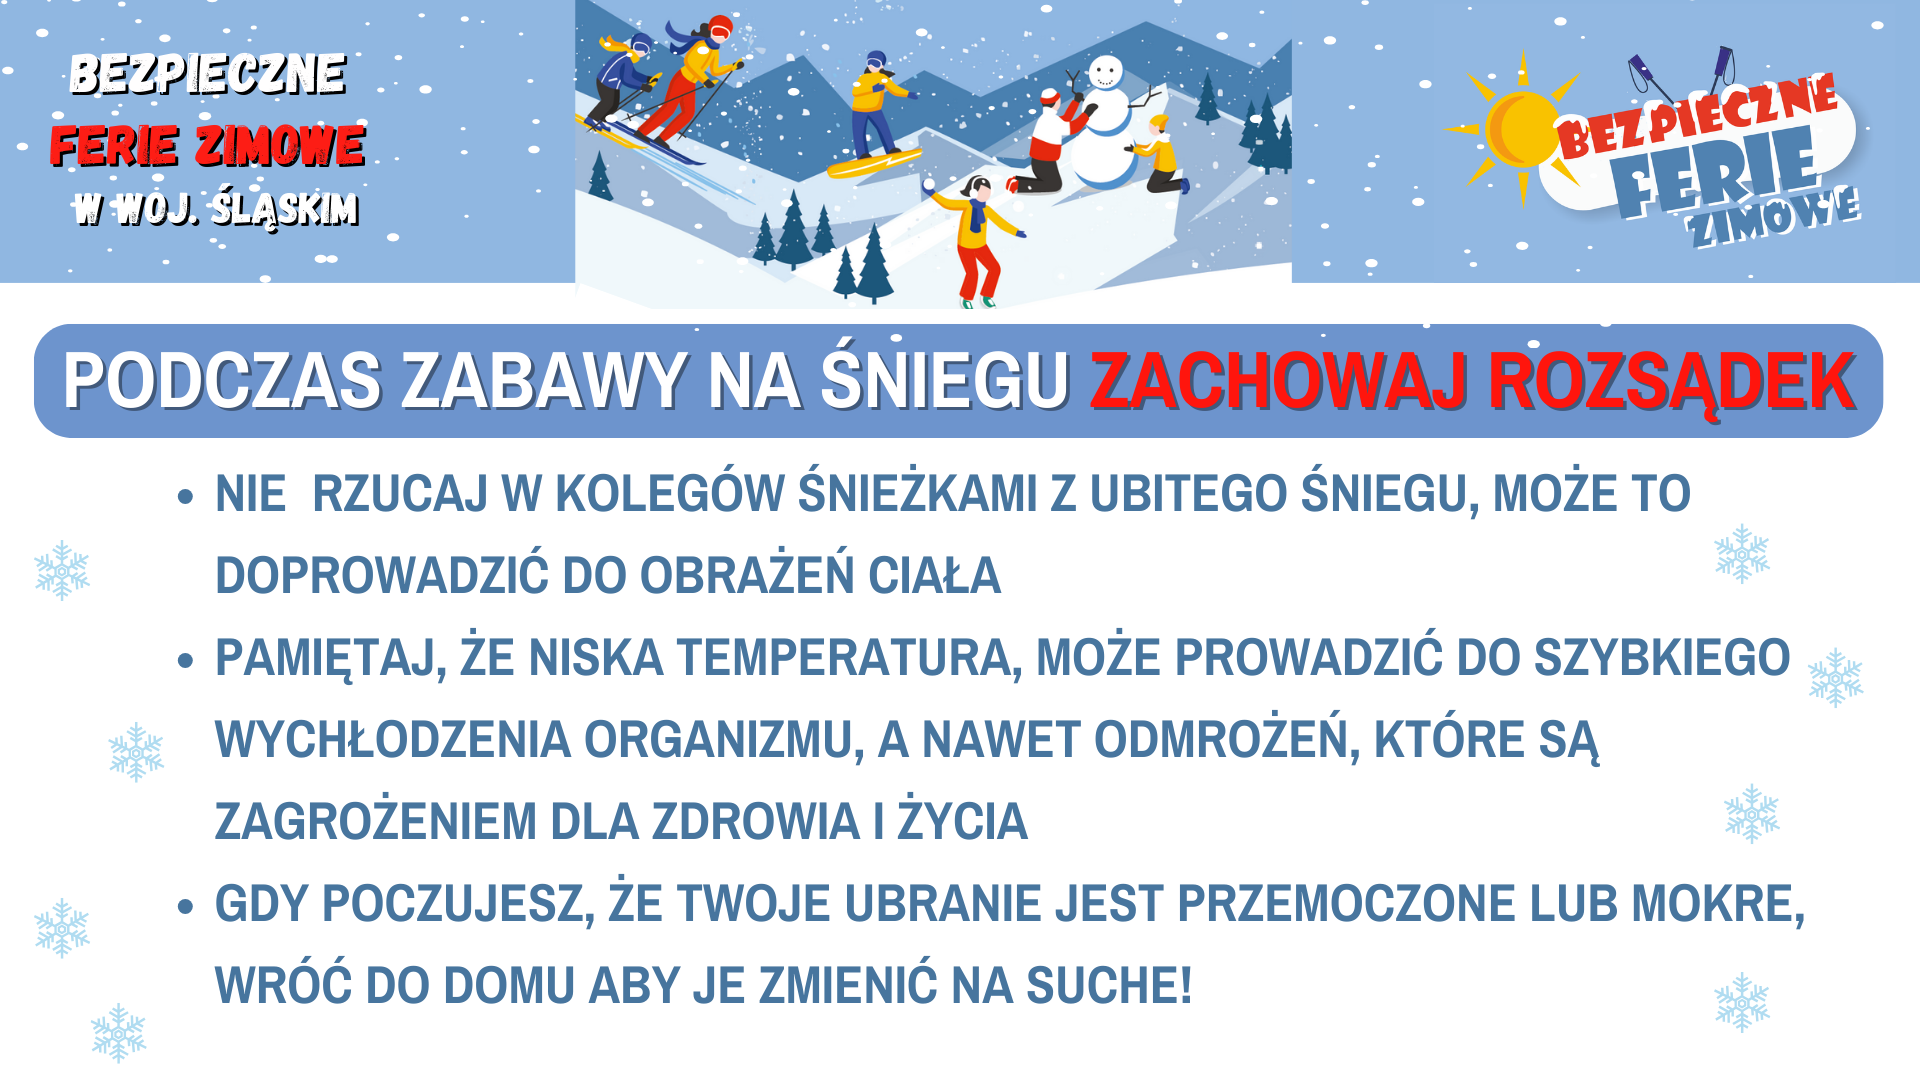 BEZPIECZNE
FERIE ZIMOWE
W WOJ. ŚLĄSKIM
BEZPIECZNE
FERIE
ZIMOWE
PODCZAS ZABAWY NA ŚNIEGU ZACHOWAJ ROZSĄDEK
• NIE  RZUCAJ W KOLEGÓW ŚNIEŻKAMI Z UBITEGO ŚNIEGU, MOŻE TO
DOPROWADZIĆ DO OBRAŻEŃ CIAŁA
• PAMIĘTAJ, ŻE NISKA TEMPERATURA, MOŻE PROWADZIĆ DO SZYBKIEGO
WYCHŁODZENIA ORGANIZMU, A NAWET ODMROŻEŃ, KTÓRE SĄ
ZAGROŻENIEM DLA ZDROWIA I ŻYCIA
• GDY POCZUJESZ, ŻE TWOJE UBRANIE JEST PRZEMOCZONE LUB MOKRE,
WRÓĆ DO DOMU ABY JE ZMIENIĆ NA SUCHE!